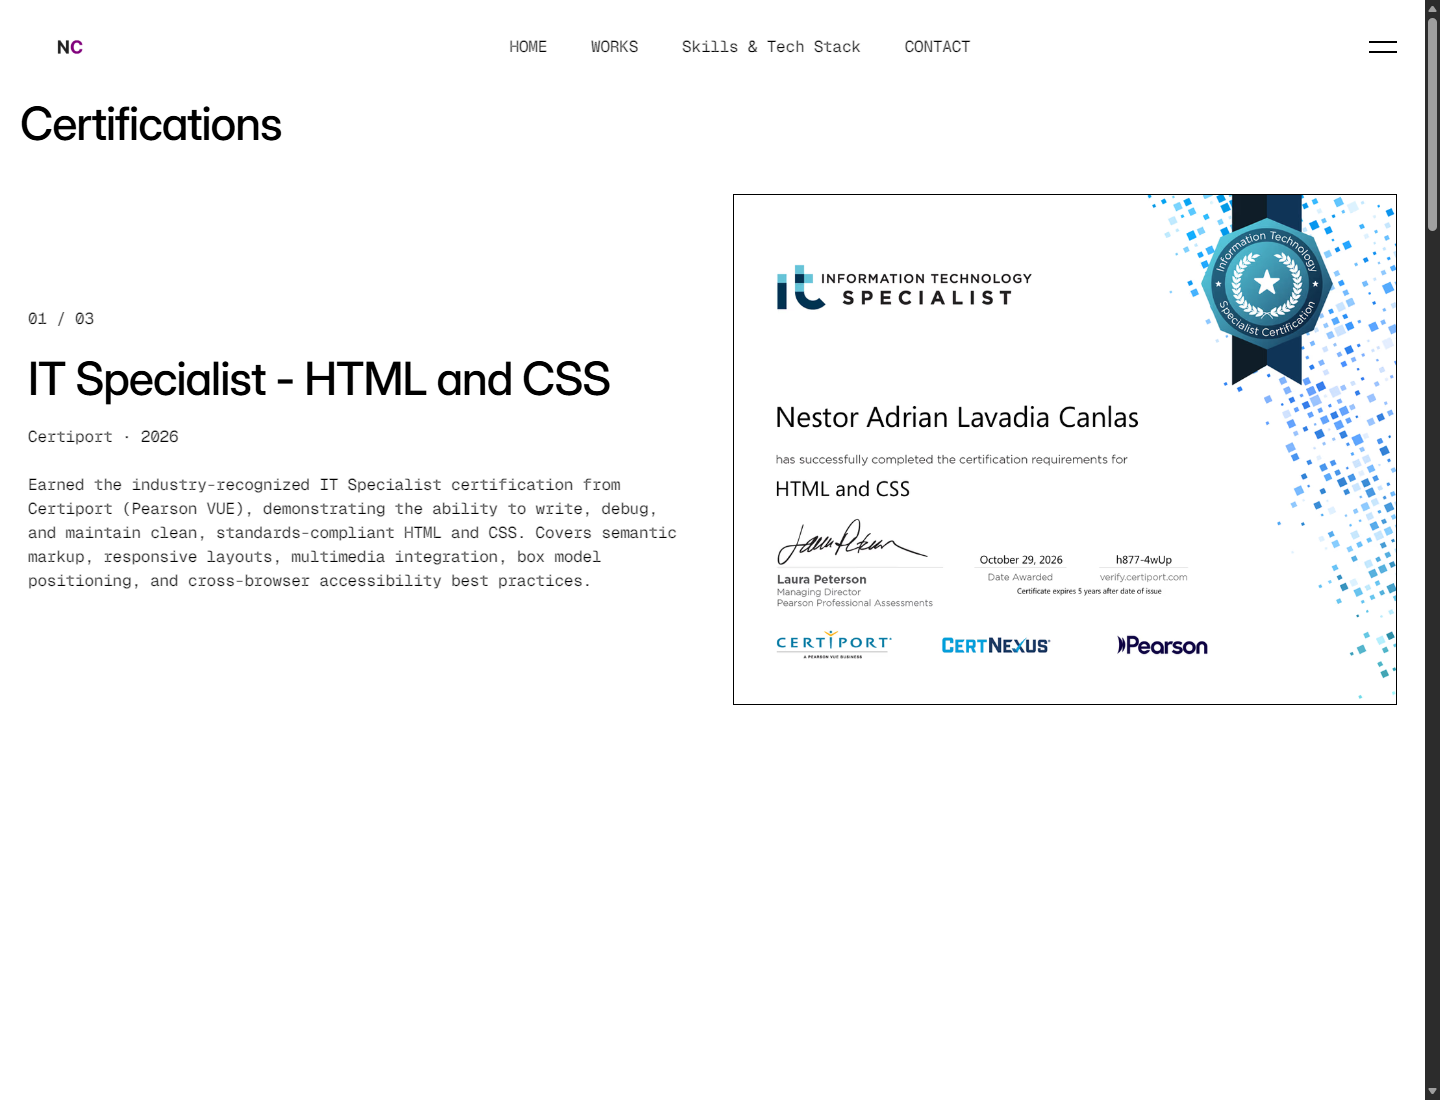 NC
HOME
WORKS
Skills & Tech Stack
CONTACT
Certifications
01 / 03
IT Specialist - HTML and CSS
Certiport · 2026
Earned the industry-recognized IT Specialist certification from
Certiport (Pearson VUE), demonstrating the ability to write, debug,
and maintain clean, standards-compliant HTML and CSS. Covers semantic
markup, responsive layouts, multimedia integration, box model
positioning, and cross-browser accessibility best practices.
it INFORMATION TECHNOLOGY
SPECIALIST
Information Technology
Specialist Certification
Nestor Adrian Lavadia Canlas
has successfully completed the certification requirements for
HTML and CSS
Laura Peterson
Managing Director
Pearson Professional Assessments
October 29, 2026
Date Awarded
h877-4wUp
verify.certiport.com
Certificate expires 5 years after date of issue
CERTIPORT
A PEARSON VUE BUSINESS
CERTNEXUS
Pearson